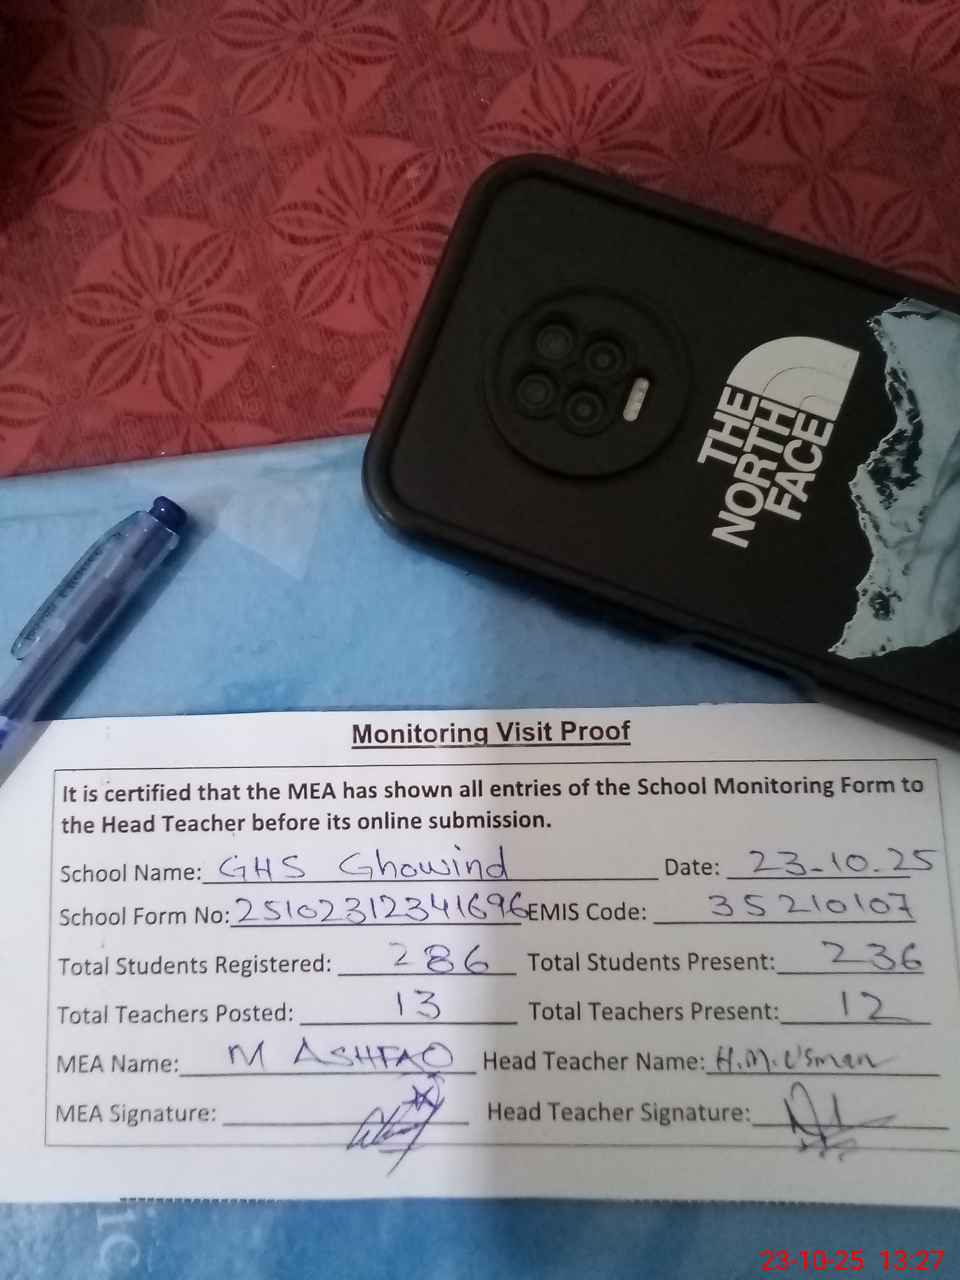 THE
NORTH
FACE
Monitoring Visit Proof
It is certified that the MEA has shown all entries of the School Monitoring Form to
the Head Teacher before its online submission.
School Name: GHS Ghowind Date: 23-10-25
School Form No: 25102312341696 EMIS Code: 35210107
Total Students Registered: 286 Total Students Present: 236
Total Teachers Posted: 13 Total Teachers Present: 12
MEA Name: M ASHFAQ Head Teacher Name: H.M.Usman
MEA Signature: Head Teacher Signature:
23-10-25 13:27